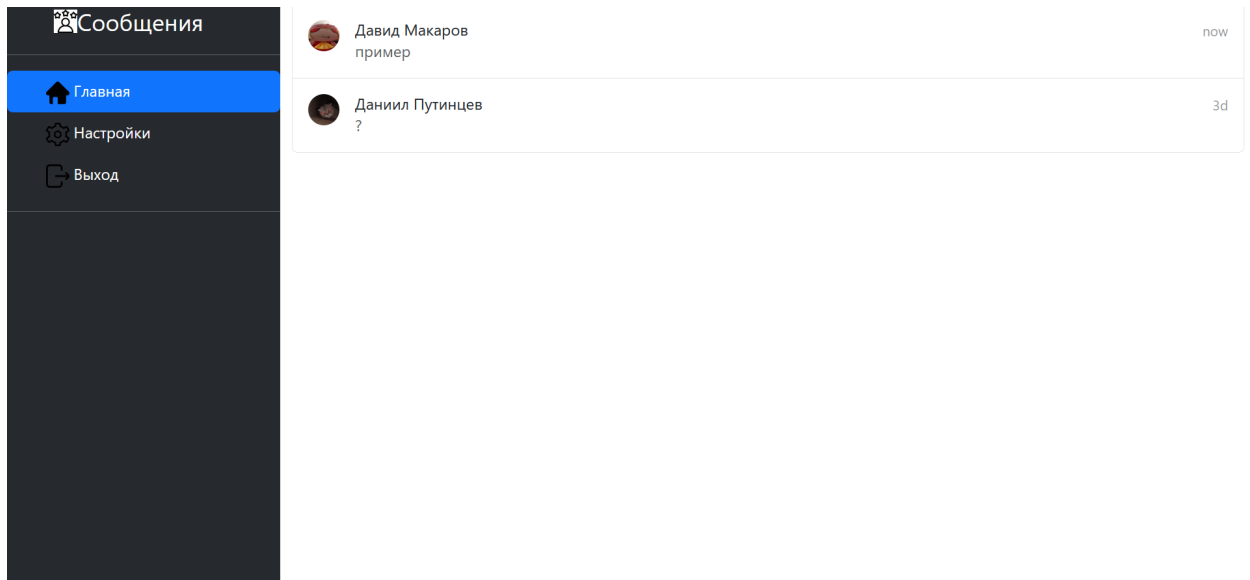 Сообщения
Главная
Настройки
Выход
Давид Макаров
now
пример
Даниил Путинцев
3d
?